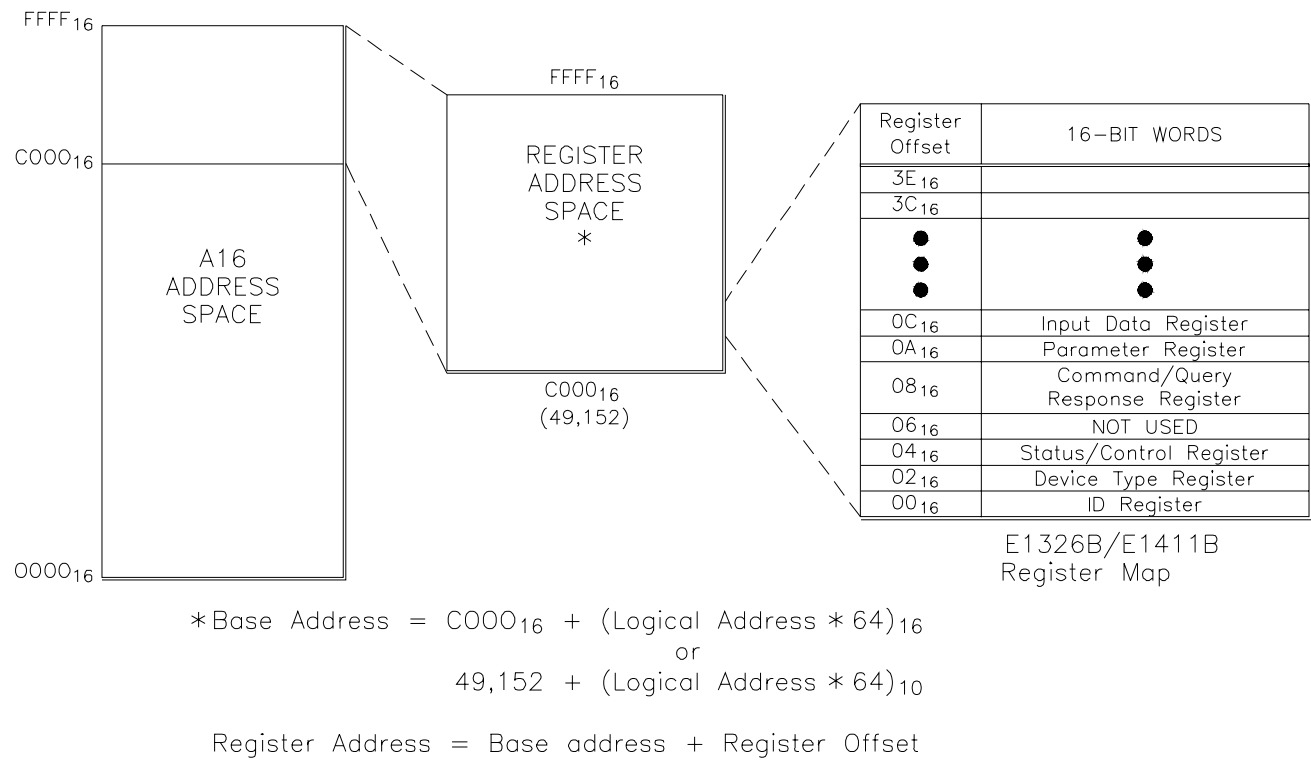 FFFF16
C00016
A16
ADDRESS
SPACE
000016
FFFF16
REGISTER
ADDRESS
SPACE
*
C00016
(49,152)
Register Offset 16-BIT WORDS
3E16
3C16
0C16 Input Data Register
0A16 Parameter Register
0816 Command/Query Response Register
0616 NOT USED
0416 Status/Control Register
0216 Device Type Register
0016 ID Register
E1326B/E1411B
Register Map
*Base Address = C00016 + (Logical Address * 64)16
or
49,152 + (Logical Address * 64)10
Register Address = Base address + Register Offset